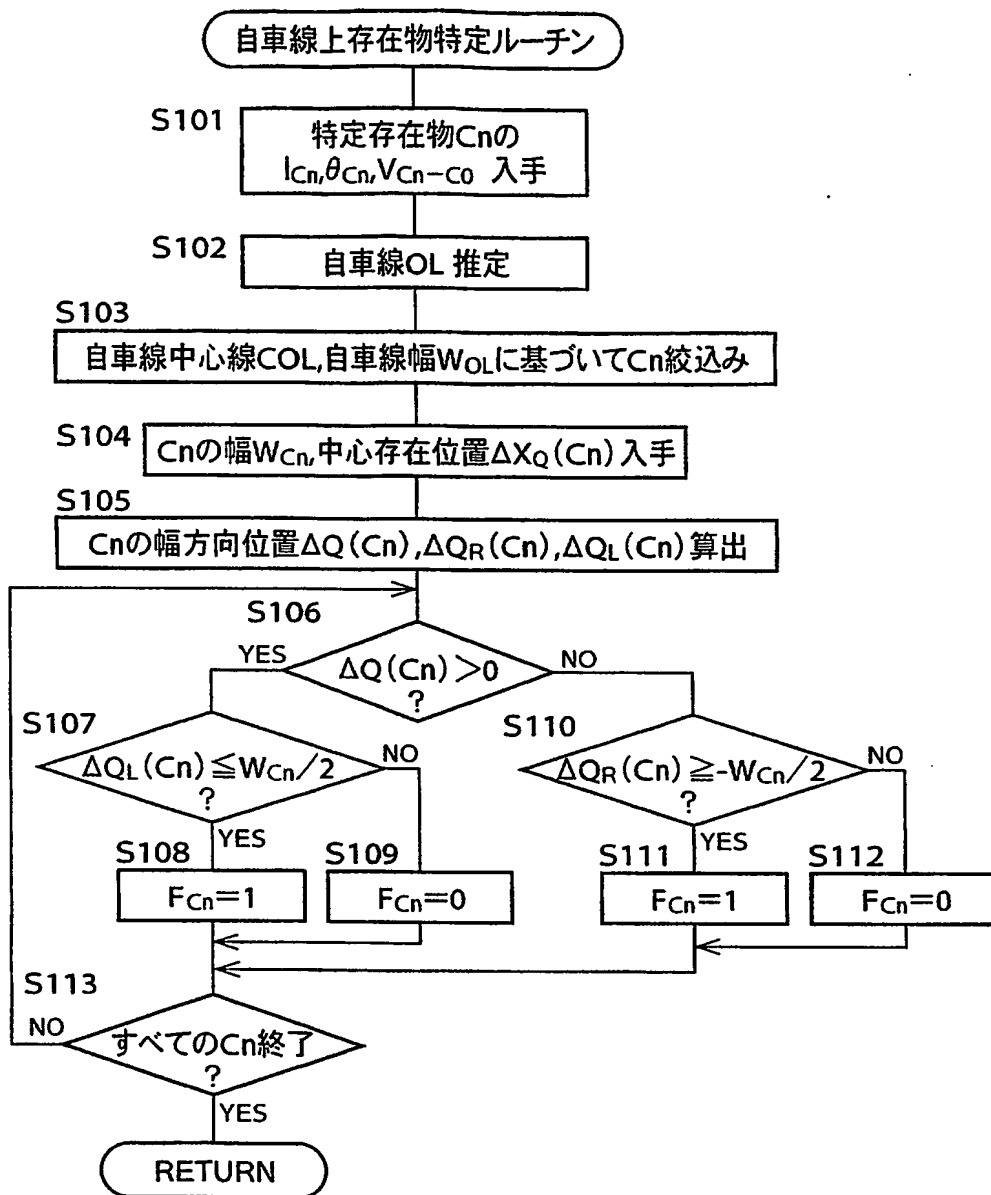 自車線上存在物特定ルーチン
S101
特定存在物Cnの
lCn,θCn,VCn-C0 入手
S102
自車線OL 推定
S103
自車線中心線COL,自車線幅WOLに基づいてCn絞込み
S104
Cnの幅WCn,中心存在位置ΔXQ(Cn)入手
S105
Cnの幅方向位置ΔQ(Cn),ΔQR(Cn),ΔQL(Cn)算出
S106
YES
ΔQ(Cn)>0
?
NO
S107
ΔQL(Cn)≦WCn/2
?
NO
YES
S110
ΔQR(Cn)≧-WCn/2
?
NO
YES
S108
FCn=1
S109
FCn=0
S111
FCn=1
S112
FCn=0
S113
NO
すべてのCn終了
?
YES
RETURN